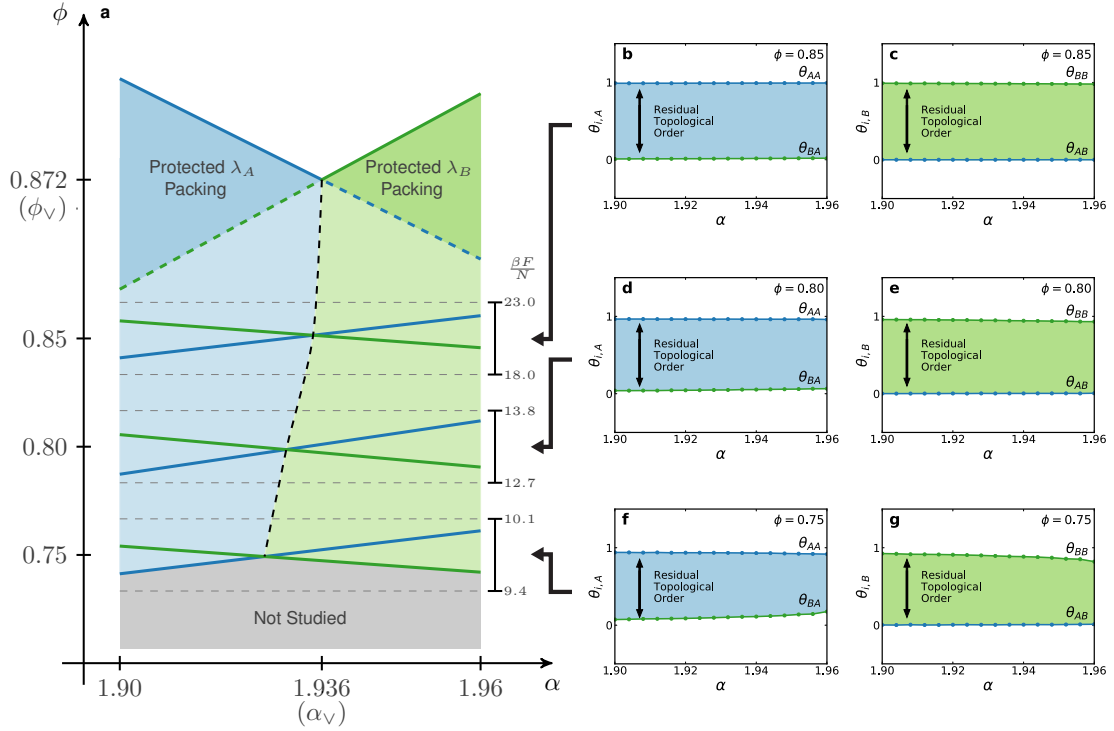 ϕ
a
Protected λ_A
Packing
Protected λ_B
Packing
0.872
(ϕ_∨)
0.85
0.80
0.75
βF
N
23.0
18.0
13.8
12.7
10.1
9.4
Not Studied
1.90
1.936
(α_∨)
1.96
α
b
ϕ = 0.85
θ_AA
1
θ_i,A
Residual
Topological
Order
0
θ_BA
1.90 1.92 1.94 1.96
α
c
ϕ = 0.85
θ_BB
1
θ_i,B
Residual
Topological
Order
0
θ_AB
1.90 1.92 1.94 1.96
α
d
ϕ = 0.80
θ_AA
1
θ_i,A
Residual
Topological
Order
0
θ_BA
1.90 1.92 1.94 1.96
α
e
ϕ = 0.80
θ_BB
1
θ_i,B
Residual
Topological
Order
0
θ_AB
1.90 1.92 1.94 1.96
α
f
ϕ = 0.75
θ_AA
1
θ_i,A
Residual
Topological
Order
0
θ_BA
1.90 1.92 1.94 1.96
α
g
ϕ = 0.75
θ_BB
1
θ_i,B
Residual
Topological
Order
0
θ_AB
1.90 1.92 1.94 1.96
α